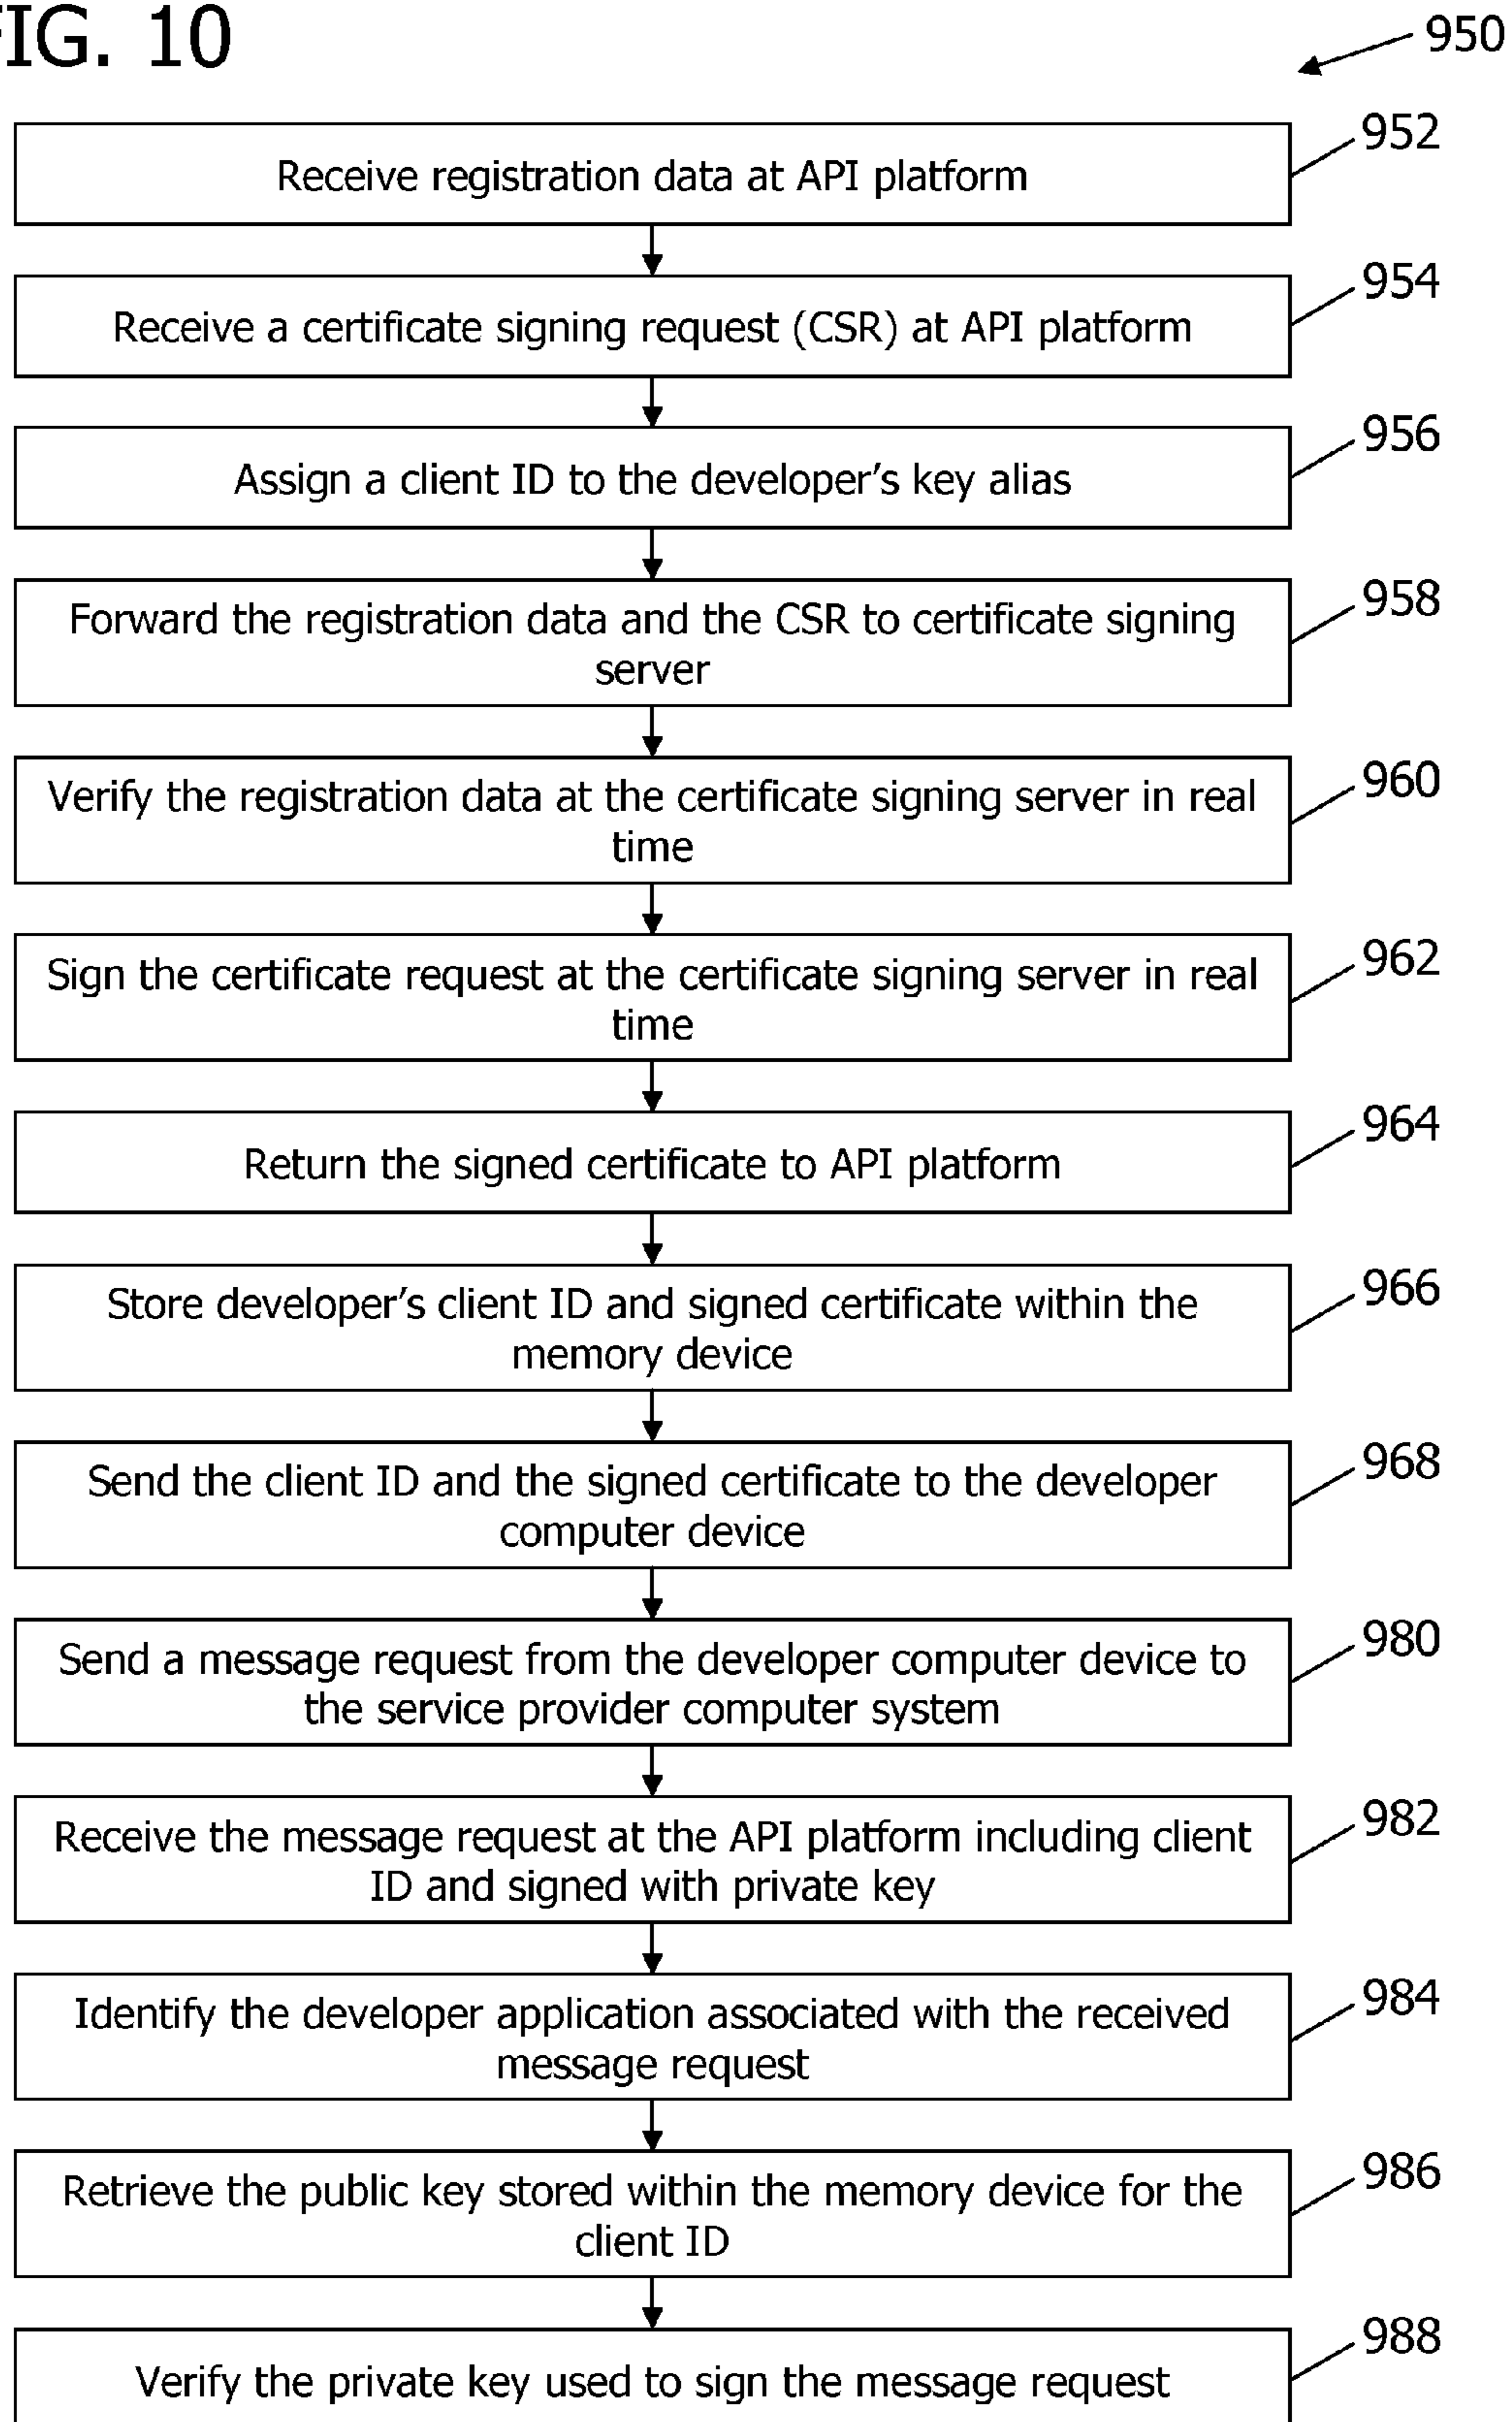 FIG. 10
950
952
Receive registration data at API platform
954
Receive a certificate signing request (CSR) at API platform
956
Assign a client ID to the developer's key alias
958
Forward the registration data and the CSR to certificate signing
server
960
Verify the registration data at the certificate signing server in real
time
962
Sign the certificate request at the certificate signing server in real
time
964
Return the signed certificate to API platform
966
Store developer's client ID and signed certificate within the
memory device
968
Send the client ID and the signed certificate to the developer
computer device
980
Send a message request from the developer computer device to
the service provider computer system
982
Receive the message request at the API platform including client
ID and signed with private key
984
Identify the developer application associated with the received
message request
986
Retrieve the public key stored within the memory device for the
client ID
988
Verify the private key used to sign the message request